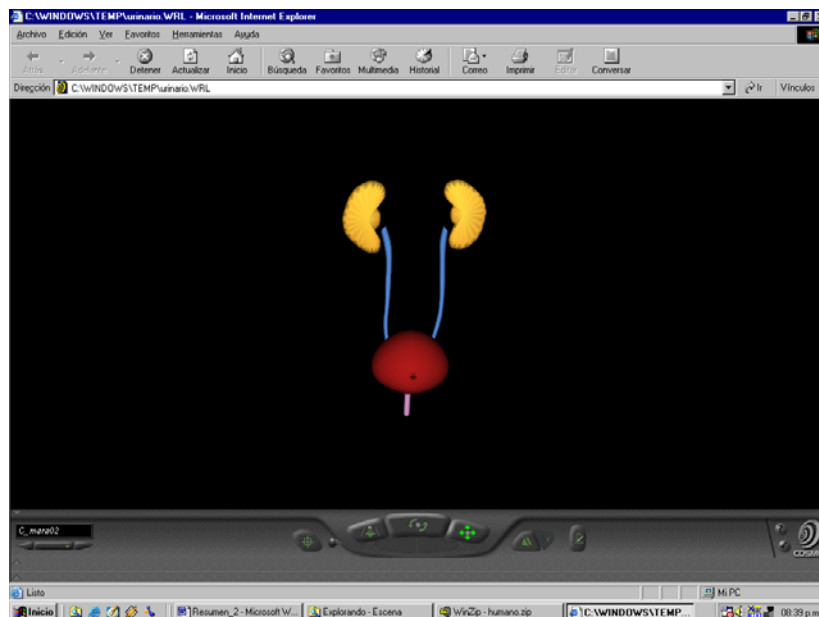 C:\WINDOWS\TEMP\urinario.WRL - Microsoft Internet Explorer
Archivo Edición Ver Favoritos Herramientas Ayuda
Atrás Adelante Detener Actualizar Inicio Búsqueda Favoritos Multimedia Historial Correo Imprimir Editar Conversar
Dirección C:\WINDOWS\TEMP\urinario.WRL Ir Vínculos
C_mara02
COSMO
Listo Mi PC
Inicio Resumen_2 - Microsoft W... Explorando - Escena WinZip - humano.zip C:\WINDOWS\TEMP... 08:39 p.m.